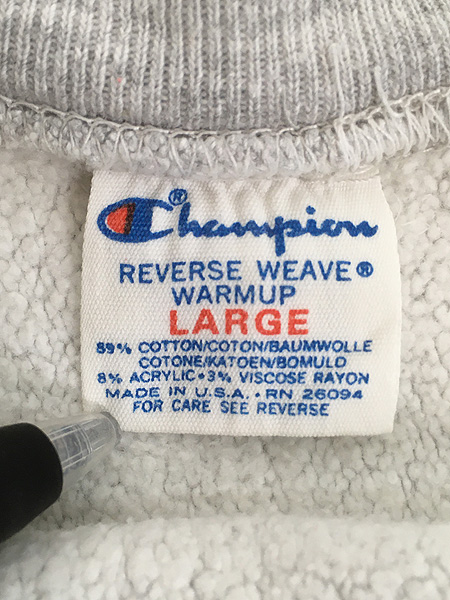 Champion®
REVERSE WEAVE®
WARMUP
LARGE
89% COTTON/COTON/BAUMWOLLE
COTONE/KATOEN/BOMULD
8% ACRYLIC • 3% VISCOSE RAYON
MADE IN U.S.A. • RN 26094
FOR CARE SEE REVERSE